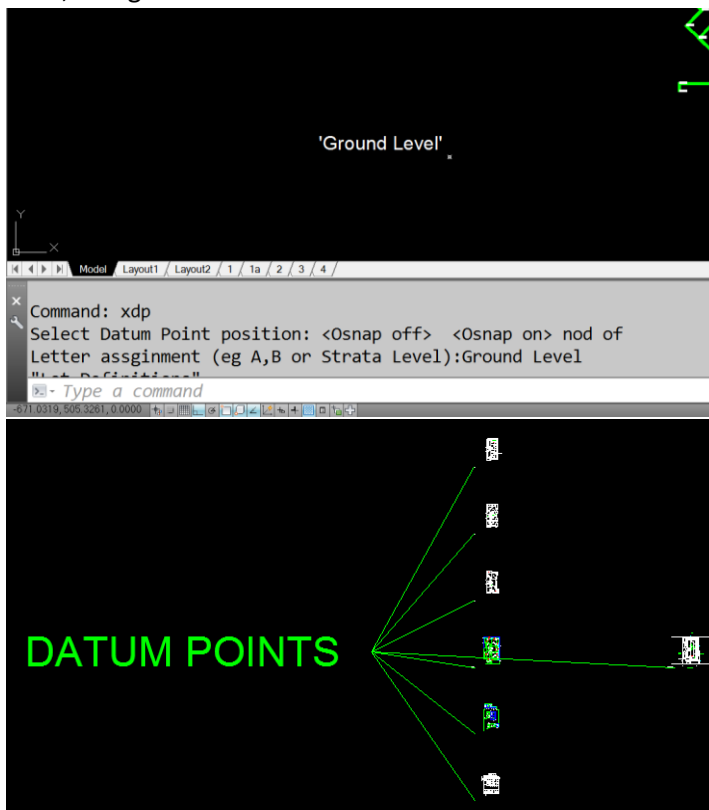 'Ground Level'
Y
X
Model / Layout1 / Layout2 / 1 / 1a / 2 / 3 / 4 /
Command: xdp
Select Datum Point position: <Osnap off>  <Osnap on> nod of
Letter assginment (eg A,B or Strata Level):Ground Level
Type a command
-671.0319, 505.3261, 0.0000
DATUM POINTS